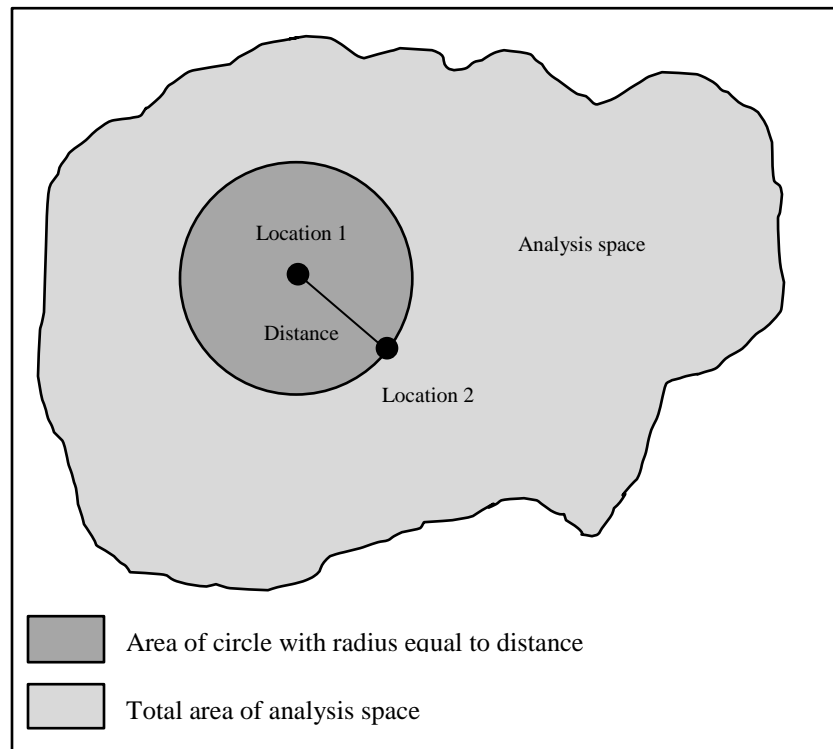 Location 1
Analysis space
Distance
Location 2
Area of circle with radius equal to distance
Total area of analysis space